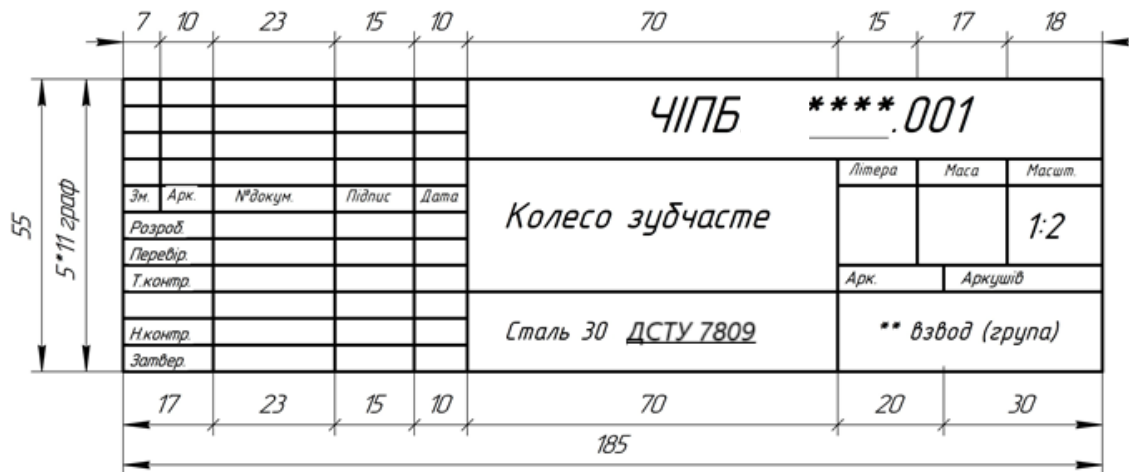 7 10 23 15 10 70 15 17 18
ЧІПБ ****.001
Літера Маса Масшт.
Зм. Арк. №докум. Підпис Дата
Колесо зубчасте
1:2
Розроб.
Перевір.
Т.контр.
Арк. Аркушів
Н.контр.
Сталь 30 ДСТУ 7809
** взвод (група)
Затвер.
55
5*11 граф
17 23 15 10 70 20 30
185